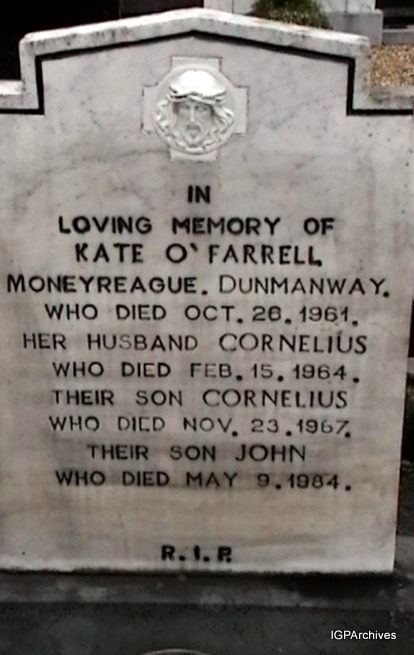 IN
LOVING MEMORY OF
KATE O'FARRELL
MONEYREAGUE. DUNMANWAY.
WHO DIED OCT. 26. 1961.
HER HUSBAND CORNELIUS
WHO DIED FEB. 15. 1964.
THEIR SON CORNELIUS
WHO DIED NOV. 23. 1967.
THEIR SON JOHN
WHO DIED MAY 9. 1984.
R. I. P.
IGPArchives